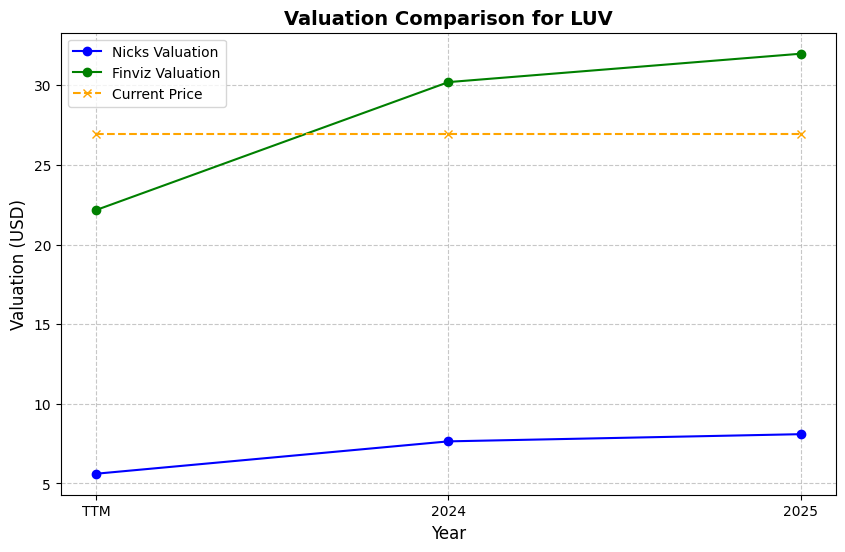 Valuation Comparison for LUV
Nicks Valuation
Finviz Valuation
Current Price
Valuation (USD)
30
25
20
15
10
5
TTM
2024
2025
Year